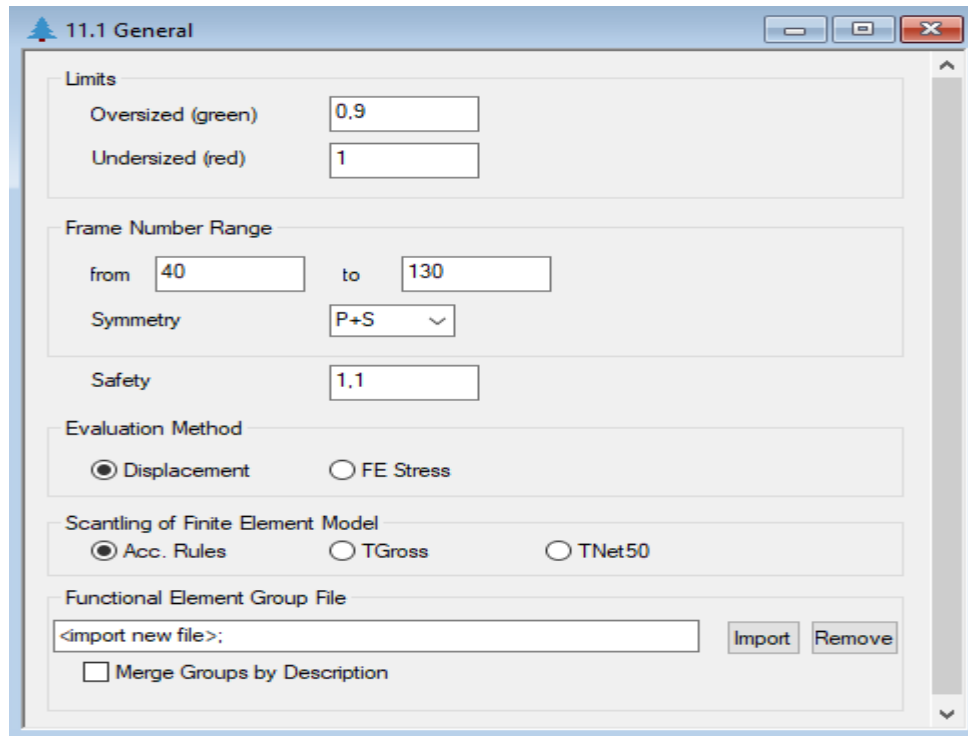 11.1 General
Limits
Oversized (green) 0,9
Undersized (red) 1
Frame Number Range
from 40 to 130
Symmetry P+S
Safety 1,1
Evaluation Method
Displacement FE Stress
Scantling of Finite Element Model
Acc. Rules TGross TNet50
Functional Element Group File
<import new file>; Import Remove
Merge Groups by Description